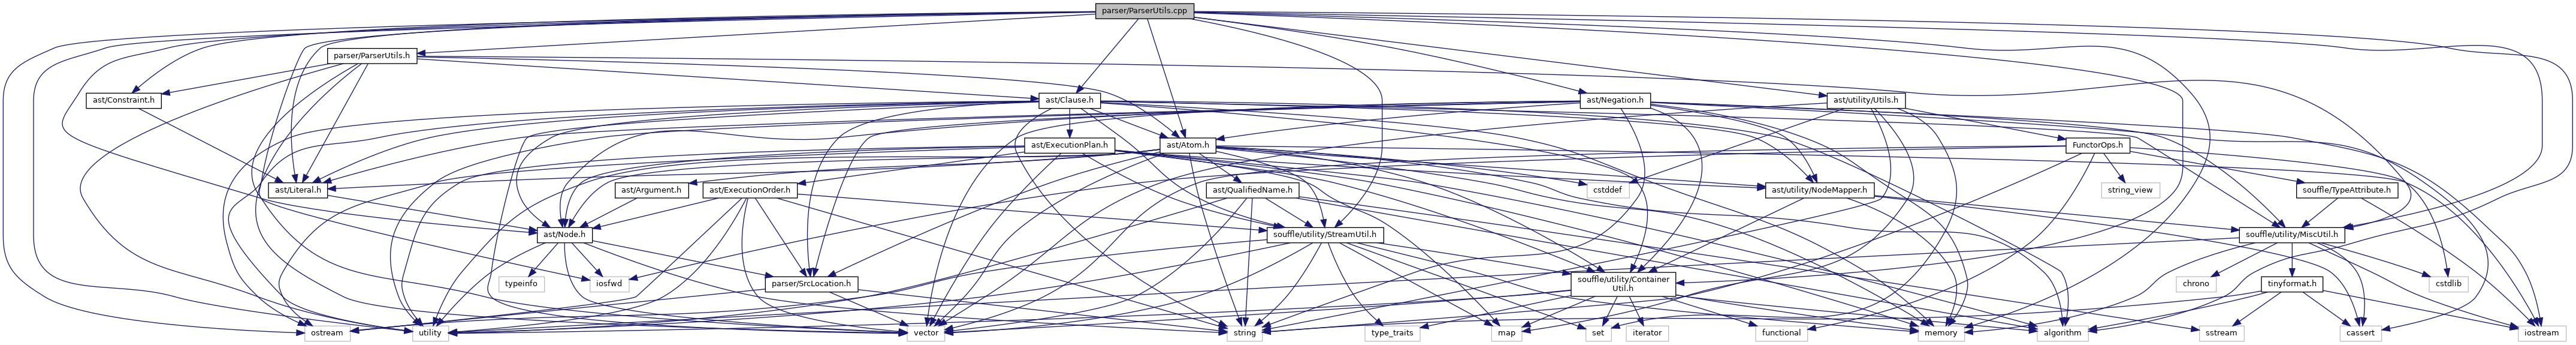 parser/ParserUtils.cpp
parser/ParserUtils.h
ast/Constraint.h
ast/Clause.h
ast/Negation.h
ast/utility/Utils.h
ast/ExecutionPlan.h
ast/Atom.h
FunctorOps.h
ast/Literal.h
ast/Argument.h
ast/ExecutionOrder.h
ast/QualifiedName.h
cstddef
ast/utility/NodeMapper.h
string_view
souffle/TypeAttribute.h
ast/Node.h
souffle/utility/StreamUtil.h
souffle/utility/MiscUtil.h
typeinfo
iosfwd
parser/SrcLocation.h
souffle/utility/Container
Util.h
chrono
tinyformat.h
cstdlib
ostream
utility
vector
string
type_traits
map
set
iterator
functional
memory
algorithm
sstream
cassert
iostream